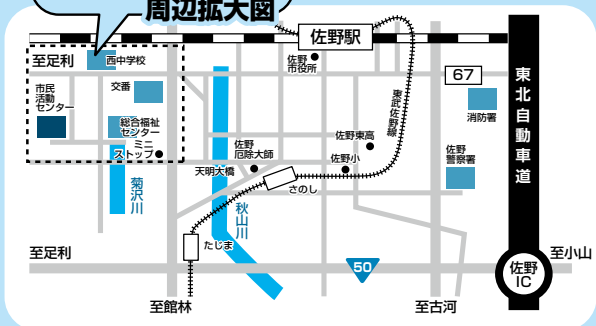 周辺拡大図
佐野駅
至足利
西中学校
佐野
市役所
67
東北自動車道
市民
活動
センター
交番
東武佐野線
消防署
総合福祉
センター
ミニ
ストップ
佐野
厄除大師
佐野東高
佐野小
佐野
警察署
天明大橋
さのし
菊沢川
秋山川
たじま
至足利
50
至小山
佐野
IC
至館林
至古河